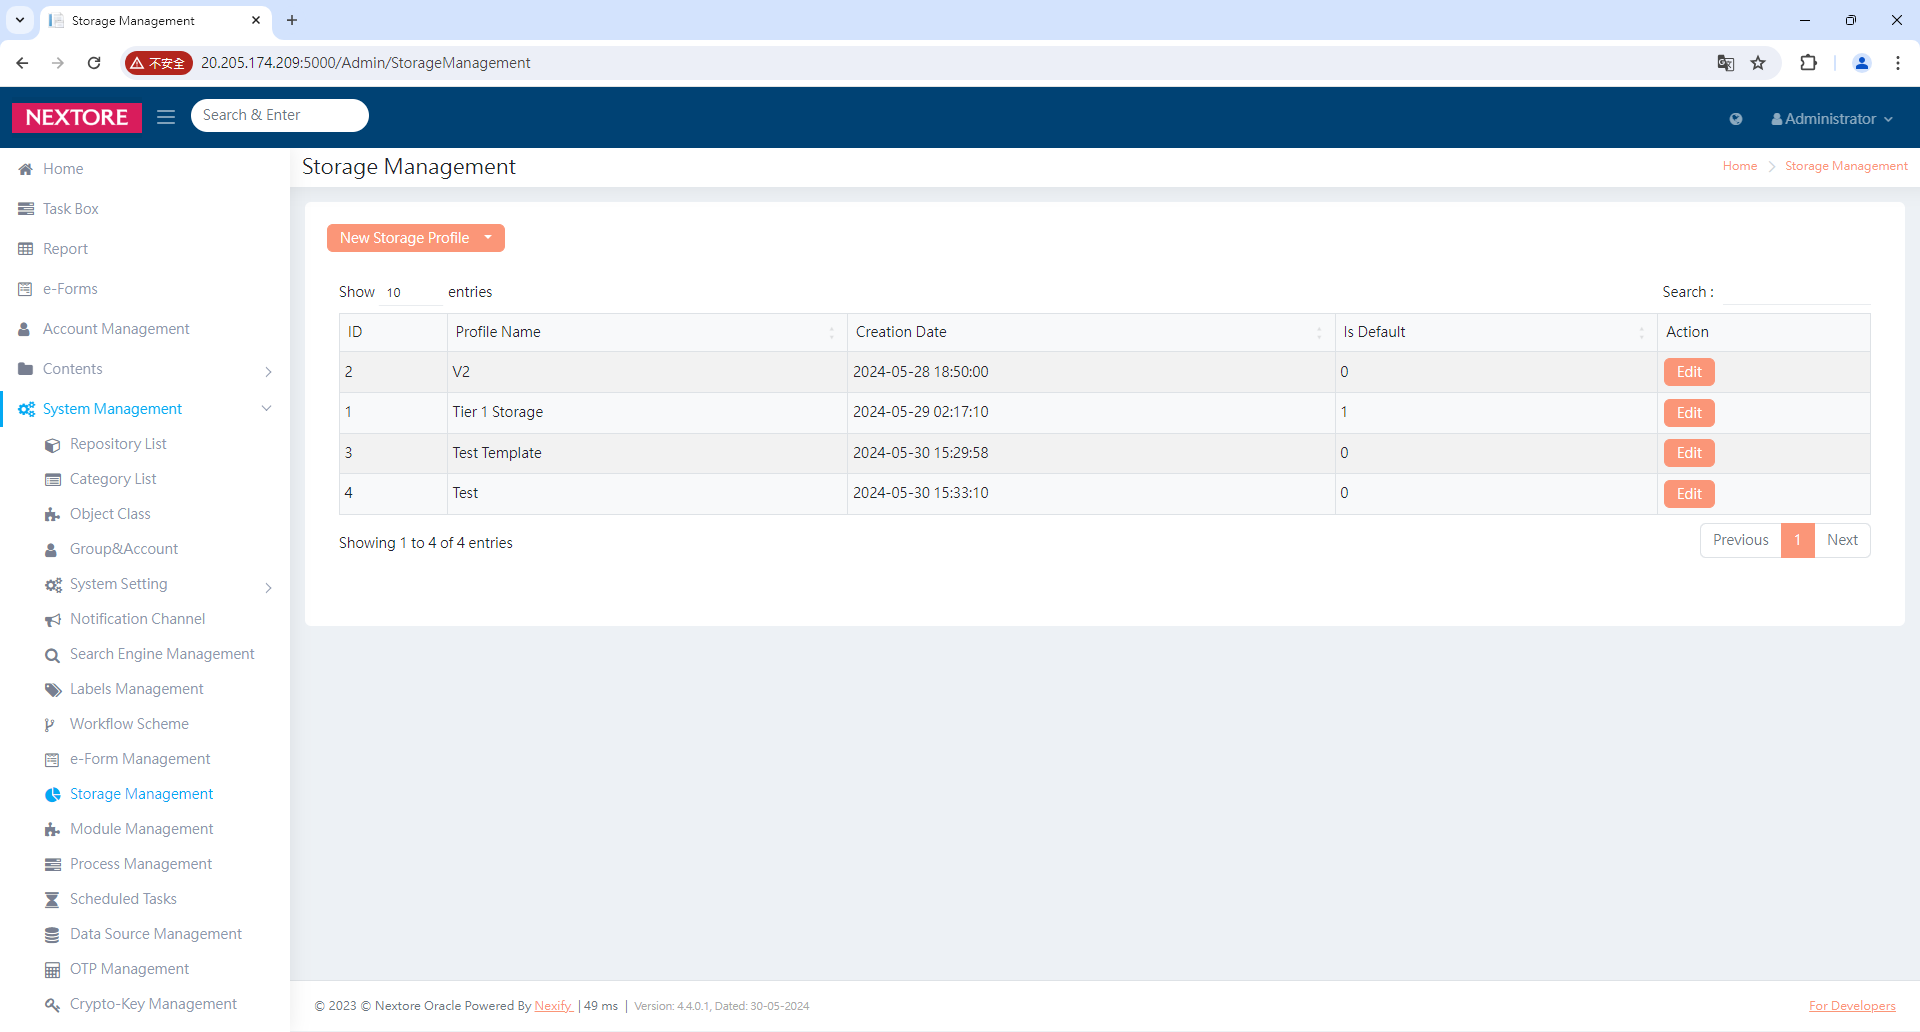 Storage Management
不安全 20.205.174.209:5000/Admin/StorageManagement
NEXTORE Search & Enter Administrator
Home
Task Box
Report
e-Forms
Account Management
Contents
System Management
Repository List
Category List
Object Class
Group&Account
System Setting
Notification Channel
Search Engine Management
Labels Management
Workflow Scheme
e-Form Management
Storage Management
Module Management
Process Management
Scheduled Tasks
Data Source Management
OTP Management
Crypto-Key Management
Storage Management Home Storage Management
New Storage Profile
Show 10 entries Search :
ID Profile Name Creation Date Is Default Action
2 V2 2024-05-28 18:50:00 0 Edit
1 Tier 1 Storage 2024-05-29 02:17:10 1 Edit
3 Test Template 2024-05-30 15:29:58 0 Edit
4 Test 2024-05-30 15:33:10 0 Edit
Showing 1 to 4 of 4 entries Previous 1 Next
© 2023 © Nextore Oracle Powered By Nexify | 49 ms | Version: 4.4.0.1, Dated: 30-05-2024 For Developers